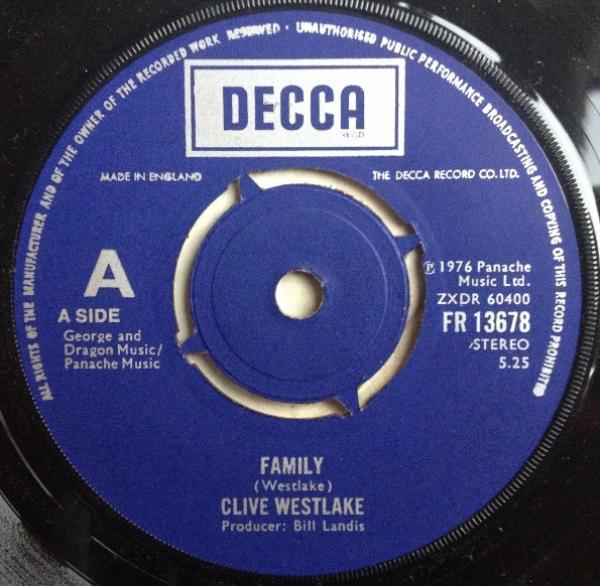 ALL RIGHTS OF THE MANUFACTURER AND OF THE OWNER OF THE RECORDED WORK RESERVED · UNAUTHORISED PUBLIC PERFORMANCE BROADCASTING AND COPYING OF THIS RECORD PROHIBITED
DECCA
REGD
MADE IN ENGLAND
THE DECCA RECORD CO. LTD.
A
A SIDE
George and
Dragon Music/
Panache Music
℗ 1976 Panache
Music Ltd.
ZXDR 60400
FR 13678
/STEREO
5.25
FAMILY
(Westlake)
CLIVE WESTLAKE
Producer: Bill Landis